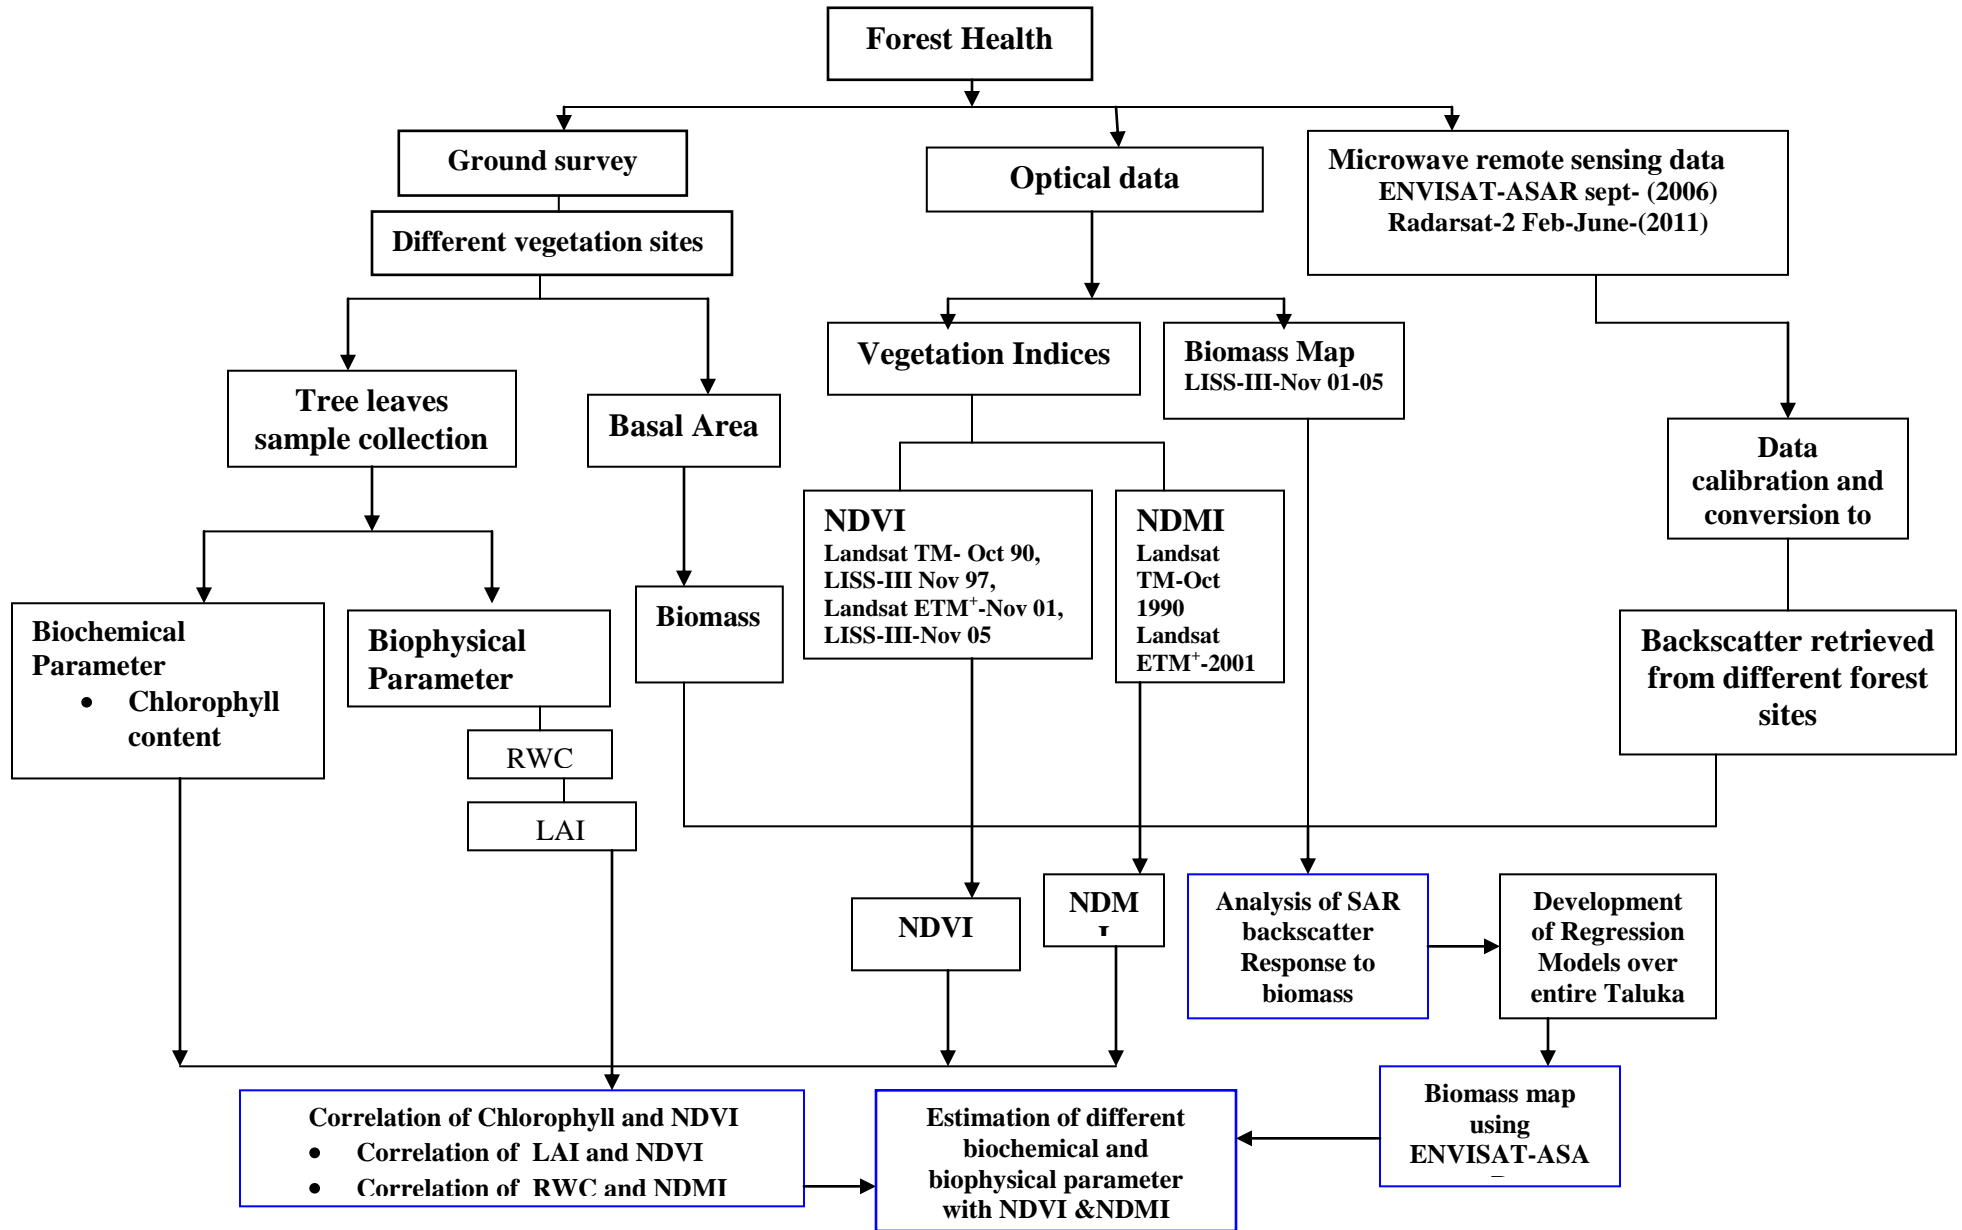 Forest Health
Ground survey
Different vegetation sites
Optical data
Microwave remote sensing data
ENVISAT-ASAR sept- (2006)
Radarsat-2 Feb-June-(2011)
Vegetation Indices
Biomass Map
LISS-III-Nov 01-05
Tree leaves
sample collection
Basal Area
Data
calibration and
conversion to
NDVI
Landsat TM- Oct 90,
LISS-III Nov 97,
Landsat ETM+-Nov 01,
LISS-III-Nov 05
NDMI
Landsat
TM-Oct
1990
Landsat
ETM+-2001
Biochemical
Parameter
• Chlorophyll
content
Biophysical
Parameter
Biomass
Backscatter retrieved
from different forest
sites
RWC
LAI
NDVI
NDM
I
Analysis of SAR
backscatter
Response to
biomass
Development
of Regression
Models over
entire Taluka
Correlation of Chlorophyll and NDVI
• Correlation of LAI and NDVI
• Correlation of RWC and NDMI
Estimation of different
biochemical and
biophysical parameter
with NDVI &NDMI
Biomass map
using
ENVISAT-ASA